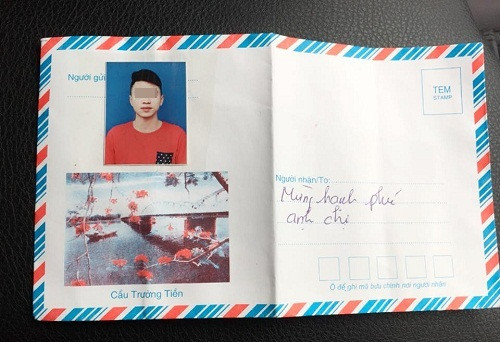 Người gửi
TEM
STAMP
Người nhận/To:
Mừng hạnh phúc
anh chị
Cầu Trường Tiền
Ô để ghi mã bưu chính nơi người nhận